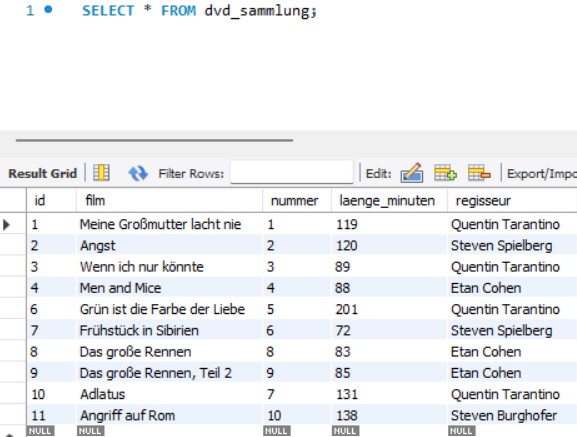 1 SELECT * FROM dvd_sammlung;
Result Grid Filter Rows: Edit: Export/Impo
id film nummer laenge_minuten regisseur
1 Meine Großmutter lacht nie 1 119 Quentin Tarantino
2 Angst 2 120 Steven Spielberg
3 Wenn ich nur könnte 3 89 Quentin Tarantino
4 Men and Mice 4 88 Etan Cohen
6 Grün ist die Farbe der Liebe 5 201 Quentin Tarantino
7 Frühstück in Sibirien 6 72 Steven Spielberg
8 Das große Rennen 8 83 Etan Cohen
9 Das große Rennen, Teil 2 9 85 Etan Cohen
10 Adlatus 7 131 Quentin Tarantino
11 Angriff auf Rom 10 138 Steven Burghofer
NULL NULL NULL NULL NULL